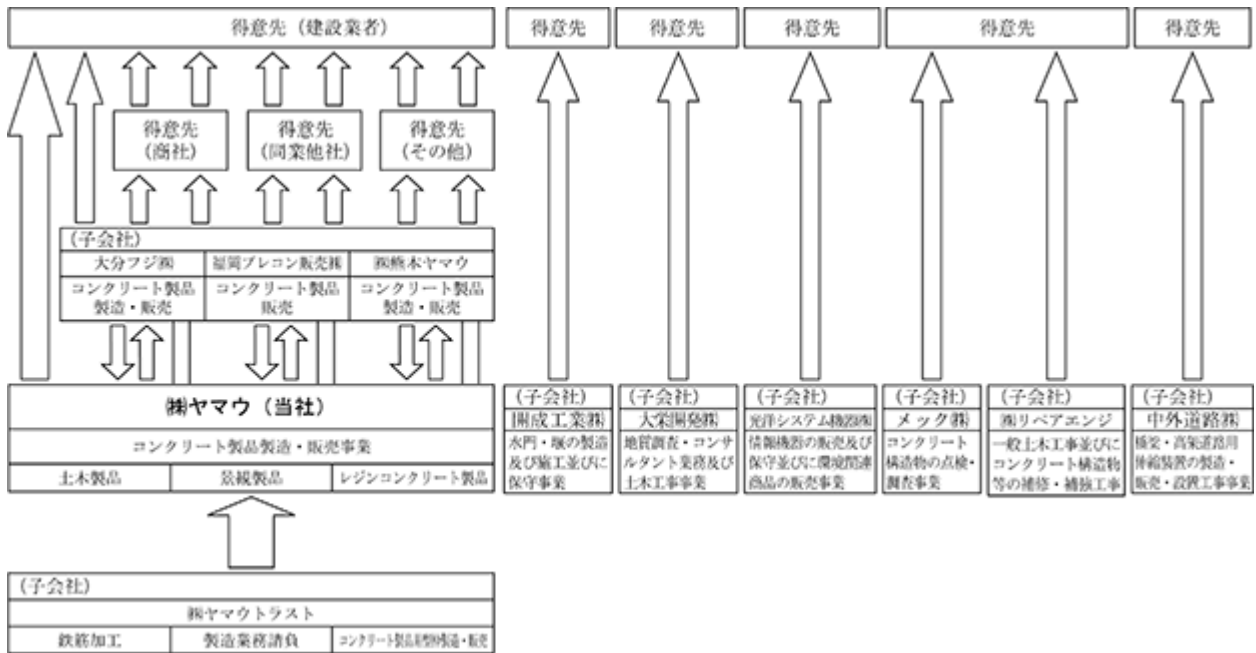 得意先（建設業者）
得意先
得意先
得意先
得意先
得意先
得意先
（商社）
得意先
（同業他社）
得意先
（その他）
（子会社）
大分フジ㈱
福岡プレコン販売㈱
㈱熊本ヤマウ
コンクリート製品
製造・販売
コンクリート製品
販売
コンクリート製品
製造・販売
㈱ヤマウ（当社）
コンクリート製品製造・販売事業
土木製品
景観製品
レジンコンクリート製品
（子会社）
開成工業㈱
水門・堰の製造
及び施工並びに
保守事業
（子会社）
大栄開発㈱
地質調査・コンサ
ルタント業務及び
土木工事事業
（子会社）
光洋システム機器㈱
情報機器の販売及び
保守並びに環境関連
商品の販売事業
（子会社）
メック㈱
コンクリート
構造物の点検・
調査事業
（子会社）
㈱リペアエンジ
一般土木工事並びに
コンクリート構造物
等の補修・補強工事
（子会社）
中外道路㈱
橋梁・高架道路用
伸縮装置の製造・
販売・設置工事事業
（子会社）
㈱ヤマウトラスト
鉄筋加工
製造業務請負
コンクリート製品用型枠製造・販売